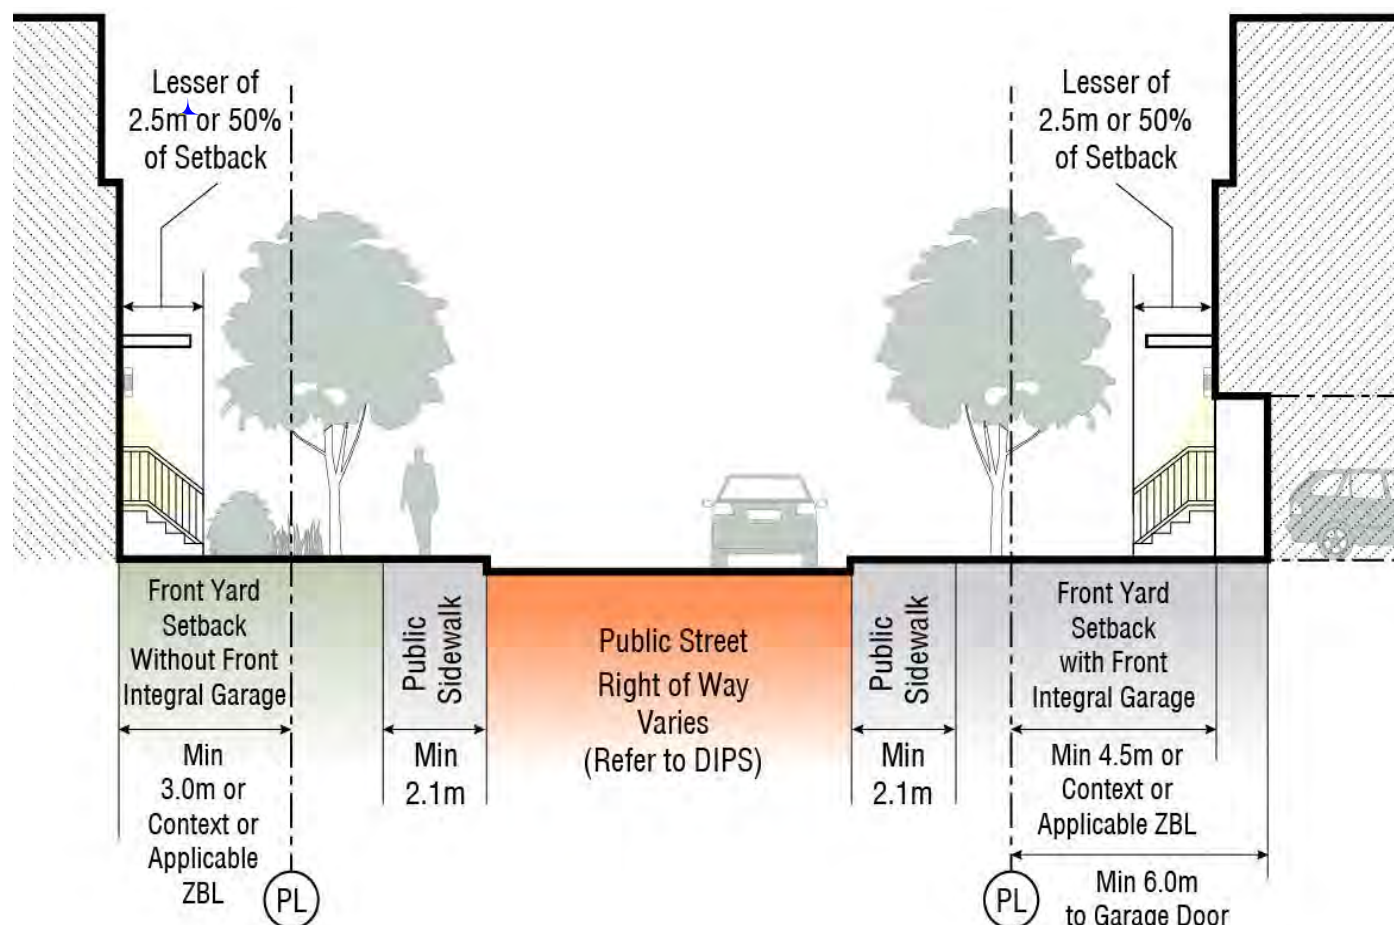 Lesser of
2.5m or 50%
of Setback
Lesser of
2.5m or 50%
of Setback
Front Yard
Setback
Without Front
Integral Garage
Min
3.0m or
Context or
Applicable
ZBL
PL
Public
Sidewalk
Min
2.1m
Public Street
Right of Way
Varies
(Refer to DIPS)
Public
Sidewalk
Min
2.1m
Front Yard
Setback
with Front
Integral Garage
Min 4.5m or
Context or
Applicable ZBL
PL
Min 6.0m
to Garage Door